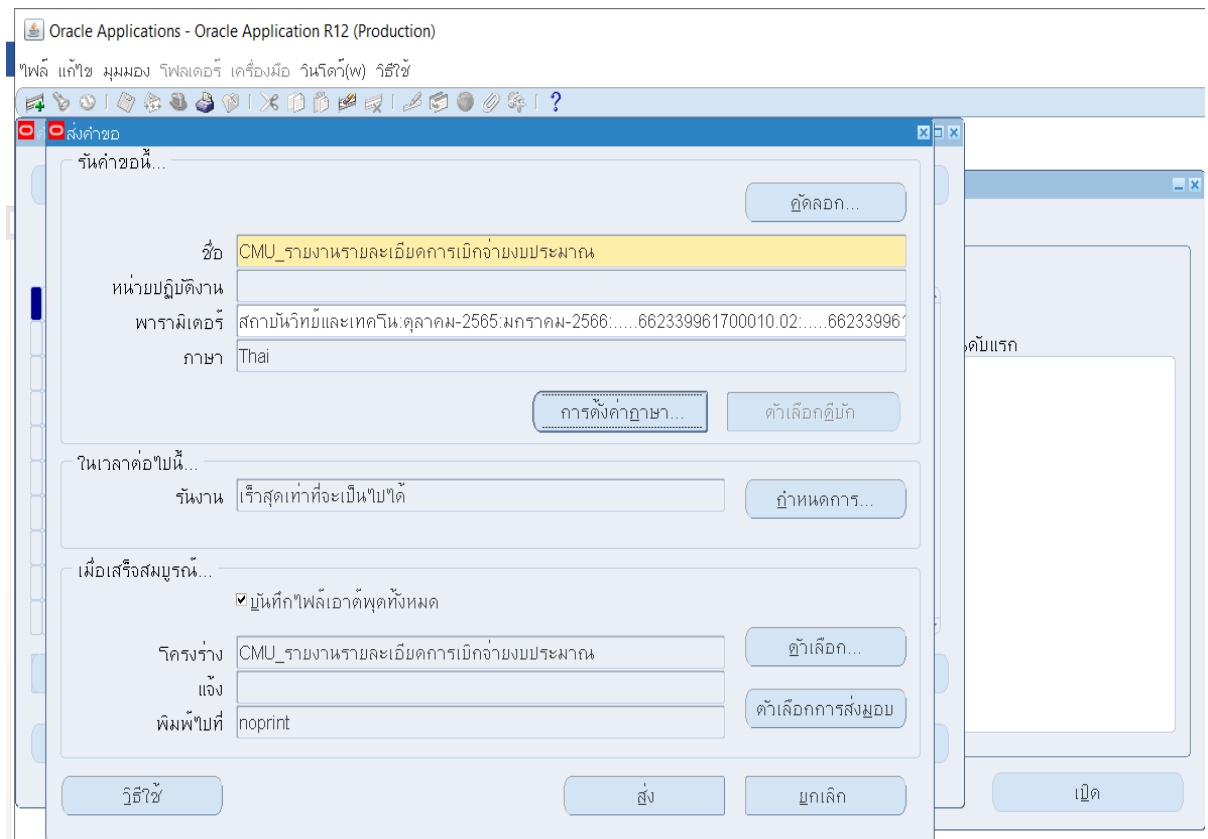 Oracle Applications - Oracle Application R12 (Production)
ไฟล์ แก้ไข มุมมอง โฟลเดอร์ เครื่องมือ วินโดว์(w) วิธีใช้
ส่งคำขอ
รันคำขอนี้...
คัดลอก...
ชื่อ CMU_รายงานรายละเอียดการเบิกจ่ายงบประมาณ
หน่ายปฏิบัติงาน
พารามิเตอร์ สถาบันวิทย์และเทคโน:ตุลาคม-2565:มกราคม-2566:.....662339961700010.02:.....66233996
ภาษา Thai
ดับแรก
การตั้งค่าภาษา... ตัวเลือกดีบัก
ในเวลาต่อไปนี้...
รันงาน เร็วสุดเท่าที่จะเป็นไปได้ กำหนดการ...
เมื่อเสร็จสมบูรณ์...
บันทึกไฟล์เอาต์พุตทั้งหมด
โครงร่าง CMU_รายงานรายละเอียดการเบิกจ่ายงบประมาณ ตัวเลือก...
แจ้ง
พิมพ์ไปที่ noprint ตัวเลือกการส่งมอบ
วิธีใช้ ส่ง ยกเลิก เปิด